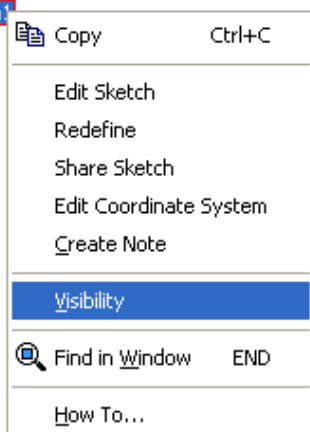 Copy Ctrl+C
Edit Sketch
Redefine
Share Sketch
Edit Coordinate System
Create Note
Visibility
Find in Window END
How To...